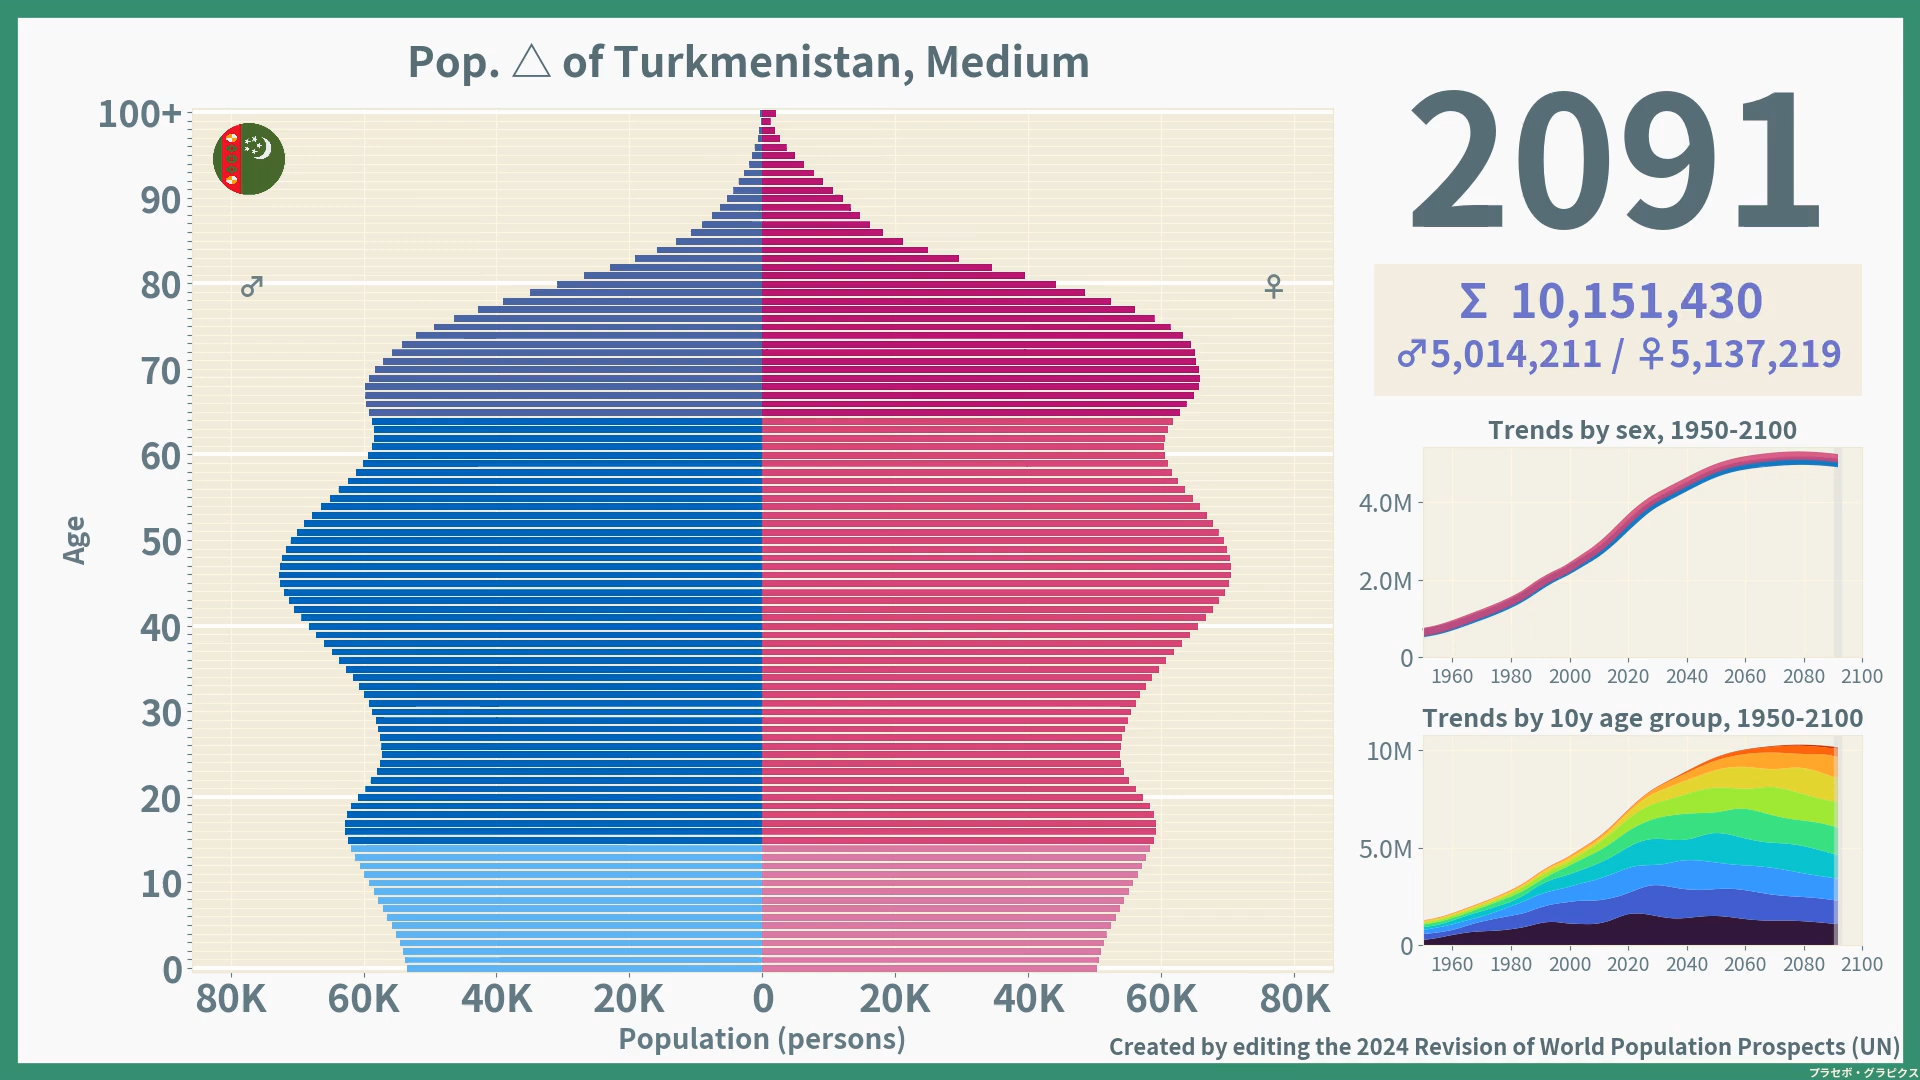 Pop. △ of Turkmenistan, Medium
2091
Σ 10,151,430
♂5,014,211 / ♀5,137,219
100+
90
80
70
60
50
40
30
20
10
0
Age
♂
♀
80K 60K 40K 20K 0 20K 40K 60K 80K
Population (persons)
Trends by sex, 1950-2100
4.0M
2.0M
0
1960 1980 2000 2020 2040 2060 2080 2100
Trends by 10y age group, 1950-2100
10M
5.0M
0
1960 1980 2000 2020 2040 2060 2080 2100
Created by editing the 2024 Revision of World Population Prospects (UN)
プラセボ・グラピクス